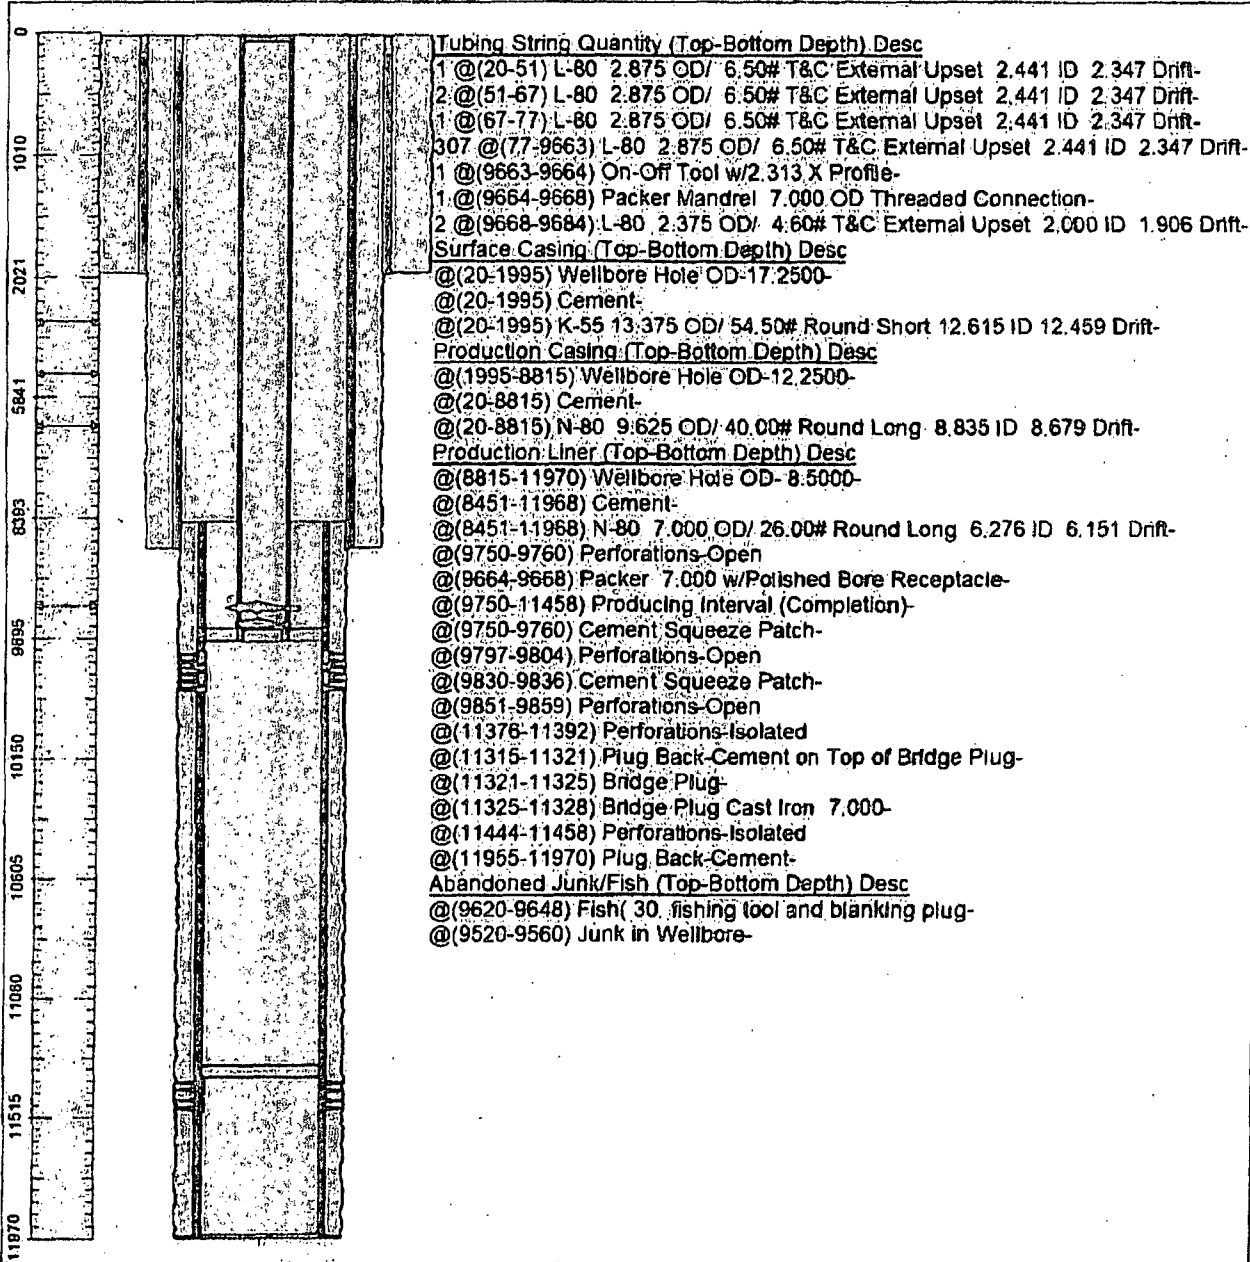 0
1010
2021
5841
8393
9895
10150
10605
11080
11515
11970
Tubing String Quantity (Top-Bottom Depth) Desc
1 @(20-51) L-80 2.875 OD/ 6.50# T&C External Upset 2.441 ID 2.347 Drift-
2 @(51-67) L-80 2.875 OD/ 6.50# T&C External Upset 2.441 ID 2.347 Drift-
1 @(67-77) L-80 2.875 OD/ 6.50# T&C External Upset 2.441 ID 2.347 Drift-
307 @(77-9663) L-80 2.875 OD/ 6.50# T&C External Upset 2.441 ID 2.347 Drift-
1 @(9663-9664) On-Off Tool w/2.313 X Profile-
1 @(9664-9668) Packer Mandrel 7.000 OD Threaded Connection-
2 @(9668-9684) L-80 2.375 OD/ 4.60# T&C External Upset 2.000 ID 1.906 Drift-
Surface Casing (Top-Bottom Depth) Desc
@(20-1995) Wellbore Hole OD-17.2500-
@(20-1995) Cement-
@(20-1995) K-55 13.375 OD/ 54.50# Round Short 12.615 ID 12.459 Drift-
Production Casing (Top-Bottom Depth) Desc
@(1995-8815) Wellbore Hole OD-12.2500-
@(20-8815) Cement-
@(20-8815) N-80 9.625 OD/ 40.00# Round Long 8.835 ID 8.679 Drift-
Production Liner (Top-Bottom Depth) Desc
@(8815-11970) Wellbore Hole OD- 8.5000-
@(8451-11968) Cement-
@(8451-11968) N-80 7.000 OD/ 26.00# Round Long 6.276 ID 6.151 Drift-
@(9750-9760) Perforations-Open
@(9664-9668) Packer 7.000 w/Polished Bore Receptacle-
@(9750-11458) Producing Interval (Completion)-
@(9750-9760) Cement Squeeze Patch-
@(9797-9804) Perforations-Open
@(9830-9836) Cement Squeeze Patch-
@(9851-9859) Perforations-Open
@(11376-11392) Perforations-Isolated
@(11315-11321) Plug Back-Cement on Top of Bridge Plug-
@(11321-11325) Bridge Plug-
@(11325-11328) Bridge Plug Cast Iron 7.000-
@(11444-11458) Perforations-Isolated
@(11955-11970) Plug Back-Cement-
Abandoned Junk/Fish (Top-Bottom Depth) Desc
@(9620-9648) Fish( 30. fishing tool and blanking plug-
@(9520-9560) Junk in Wellbore-